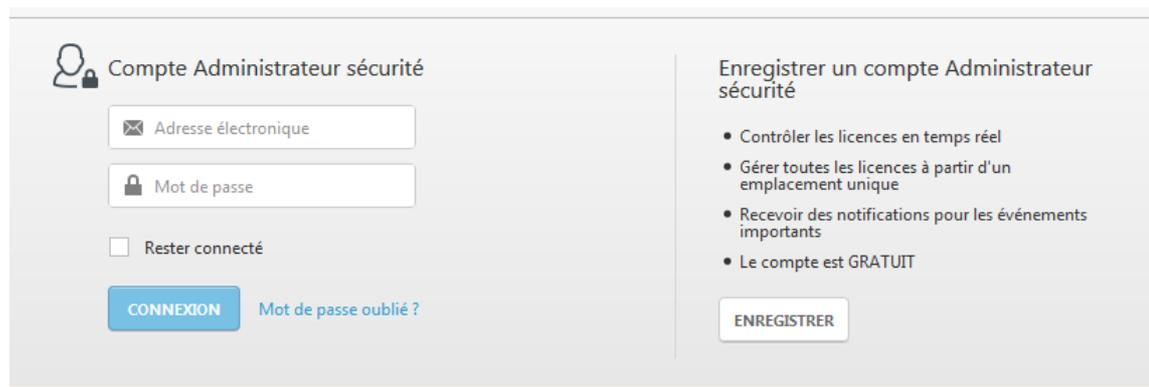 Compte Administrateur sécurité
Adresse électronique
Mot de passe
Rester connecté
CONNEXION
Mot de passe oublié ?
Enregistrer un compte Administrateur
sécurité
• Contrôler les licences en temps réel
• Gérer toutes les licences à partir d'un
emplacement unique
• Recevoir des notifications pour les événements
importants
• Le compte est GRATUIT
ENREGISTRER